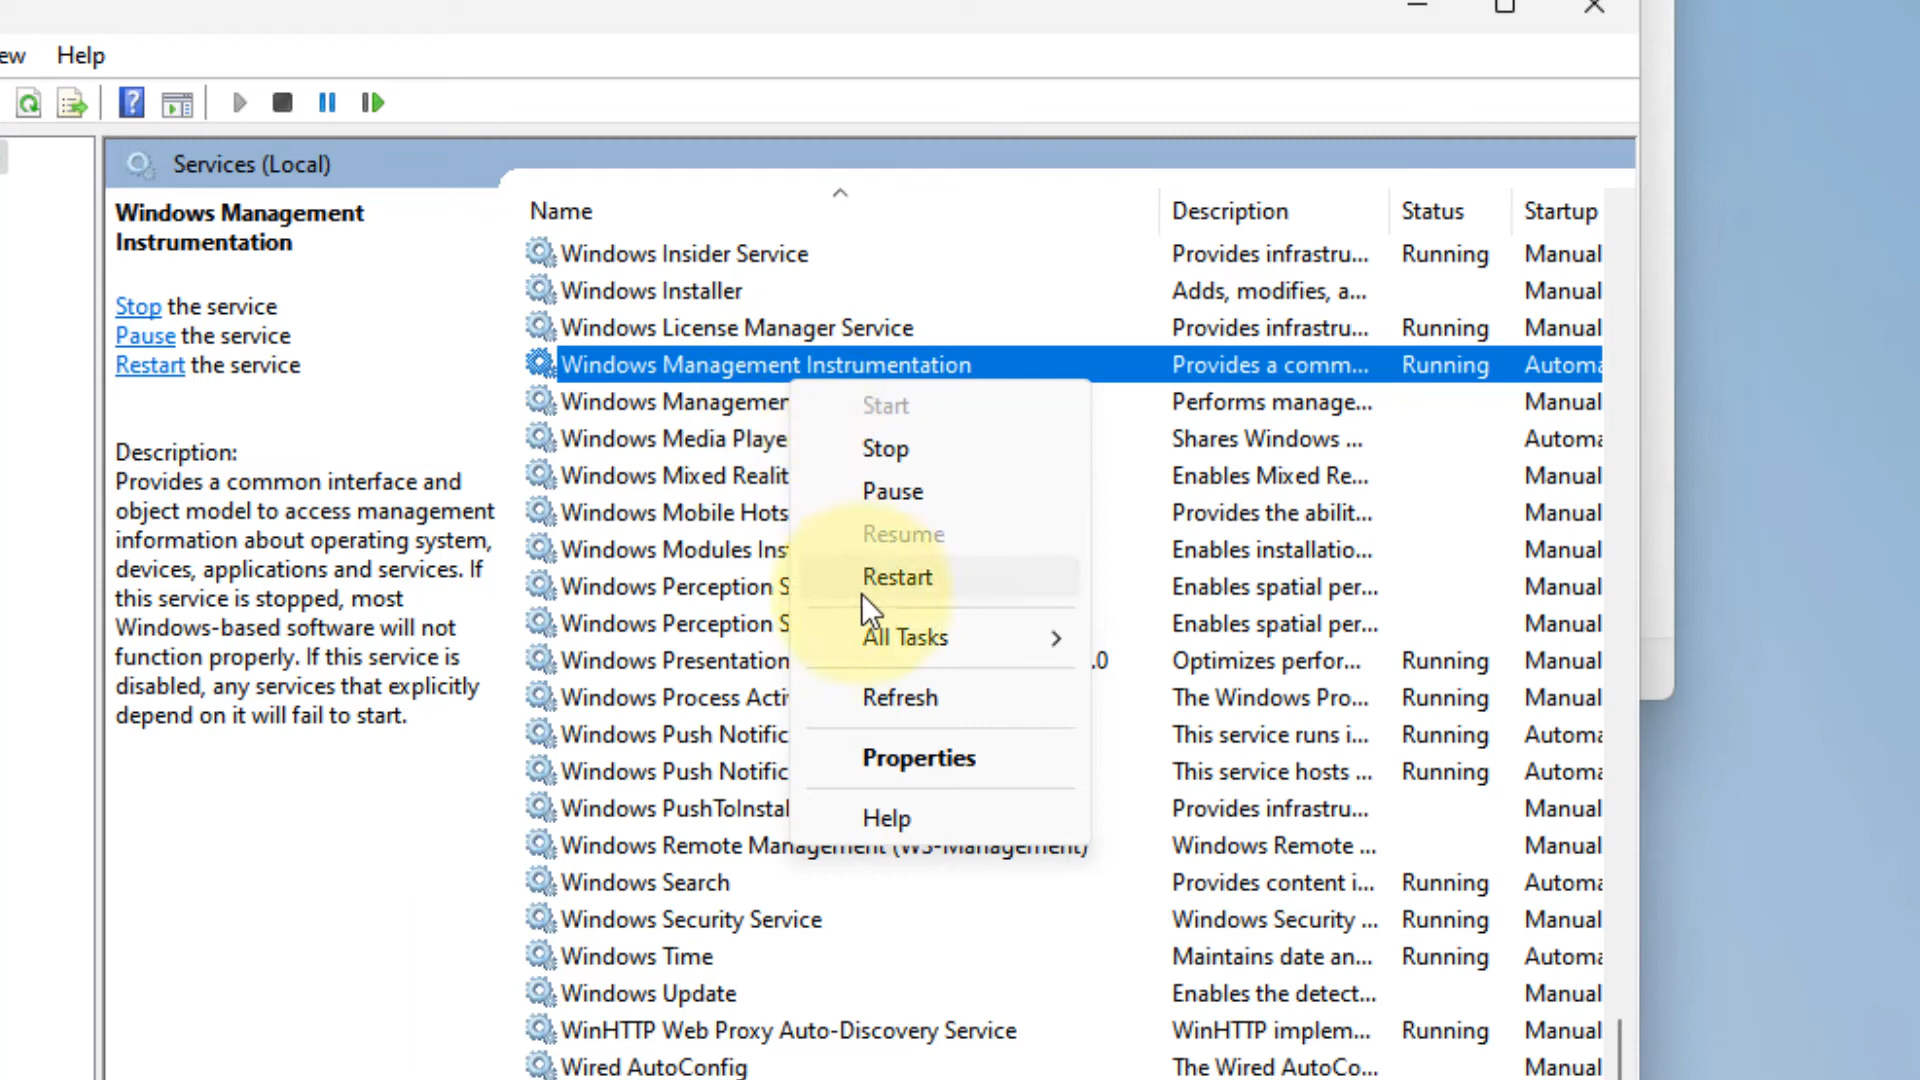 ew Help
Services (Local)
Windows Management
Instrumentation
Stop the service
Pause the service
Restart the service
Description:
Provides a common interface and
object model to access management
information about operating system,
devices, applications and services. If
this service is stopped, most
Windows-based software will not
function properly. If this service is
disabled, any services that explicitly
depend on it will fail to start.
Name Description Status Startup
Windows Insider Service Provides infrastru... Running Manual
Windows Installer Adds, modifies, a... Manual
Windows License Manager Service Provides infrastru... Running Manual
Windows Management Instrumentation Provides a comm... Running Automa
Windows Managemen Performs manage... Manual
Windows Media Playe Shares Windows ... Automa
Windows Mixed Realit Enables Mixed Re... Manual
Windows Mobile Hots Provides the abilit... Manual
Windows Modules Ins Enables installatio... Manual
Windows Perception S Enables spatial per... Manual
Windows Perception S Enables spatial per... Manual
Windows Presentation .0 Optimizes perfor... Running Manual
Windows Process Acti The Windows Pro... Running Manual
Windows Push Notific This service runs i... Running Automa
Windows Push Notific This service hosts ... Running Automa
Windows PushToInstal Provides infrastru... Manual
Windows Remote Management (WS-Management) Windows Remote ... Manual
Windows Search Provides content i... Running Automa
Windows Security Service Windows Security ... Running Manual
Windows Time Maintains date an... Running Automa
Windows Update Enables the detect... Manual
WinHTTP Web Proxy Auto-Discovery Service WinHTTP implem... Running Manual
Wired AutoConfig The Wired AutoCo... Manual
Start
Stop
Pause
Resume
Restart
All Tasks
Refresh
Properties
Help